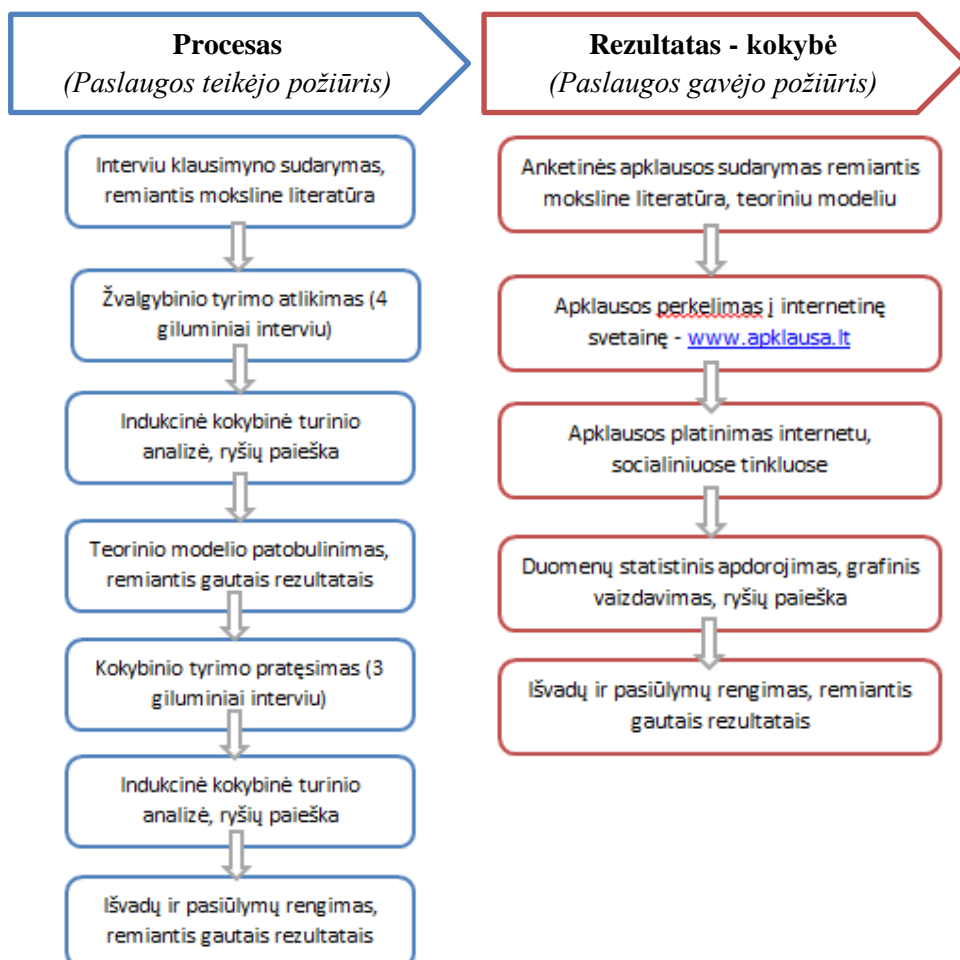 Procesas
(Paslaugos teikėjo požiūris)
Interviu klausimyno sudarymas,
remiantis moksline literatūra
Žvalgybinio tyrimo atlikimas (4
giluminiai interviu)
Indukcinė kokybinė turinio
analizė, ryšių paieška
Teorinio modelio patobulinimas,
remiantis gautais rezultatais
Kokybinio tyrimo pratęsimas (3
giluminiai interviu)
Indukcinė kokybinė turinio
analizė, ryšių paieška
Išvadų ir pasiūlymų rengimas,
remiantis gautais rezultatais
Rezultatas - kokybė
(Paslaugos gavėjo požiūris)
Anketinės apklausos sudarymas remiantis
moksline literatūra, teoriniu modeliu
Apklausos perkelimas į internetinę
svetainę - www.apklausa.lt
Apklausos platinimas internetu,
socialiniuose tinkluose
Duomenų statistinis apdorojimas, grafinis
vaizdavimas, ryšių paieška
Išvadų ir pasiūlymų rengimas, remiantis
gautais rezultatais